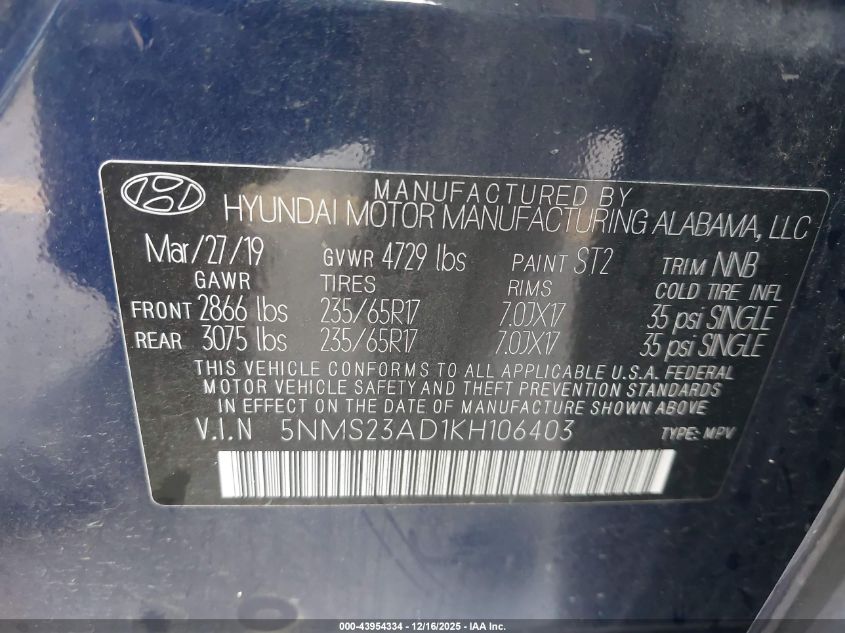 MANUFACTURED BY
HYUNDAI MOTOR MANUFACTURING ALABAMA, LLC
Mar/27/19 GVWR 4729 lbs PAINT ST2 TRIM NNB
GAWR TIRES RIMS COLD TIRE INFL
FRONT 2866 lbs 235/65R17 7.0JX17 35 psi SINGLE
REAR 3075 lbs 235/65R17 7.0JX17 35 psi SINGLE
THIS VEHICLE CONFORMS TO ALL APPLICABLE U.S.A. FEDERAL
MOTOR VEHICLE SAFETY AND THEFT PREVENTION STANDARDS
IN EFFECT ON THE DATE OF MANUFACTURE SHOWN ABOVE
V.I.N 5NMS23AD1KH106403 TYPE: MPV
000-43954334 - 12/16/2025 - IAA Inc.